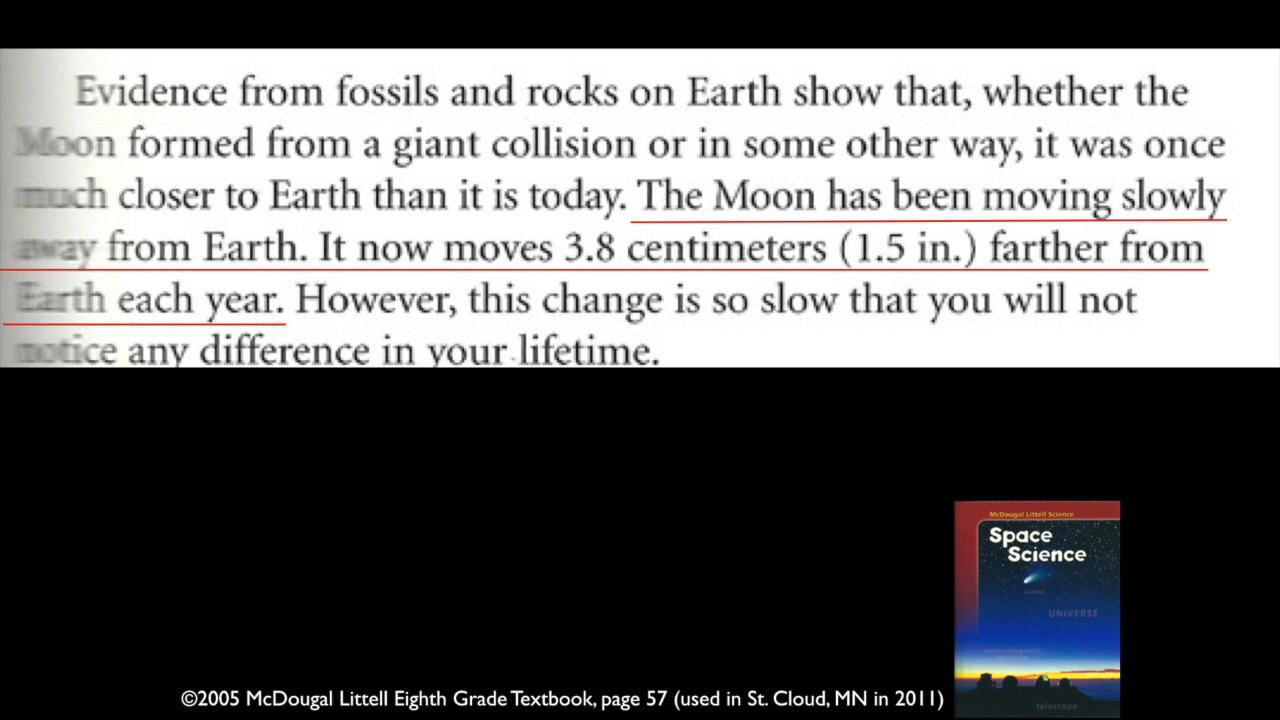 Evidence from fossils and rocks on Earth show that, whether the
Moon formed from a giant collision or in some other way, it was once
much closer to Earth than it is today. The Moon has been moving slowly
away from Earth. It now moves 3.8 centimeters (1.5 in.) farther from
Earth each year. However, this change is so slow that you will not
notice any difference in your lifetime.
McDougal Littell Science
Space
Science
comet
UNIVERSE
electromagnetic
radiation
telescope
©2005 McDougal Littell Eighth Grade Textbook, page 57 (used in St. Cloud, MN in 2011)